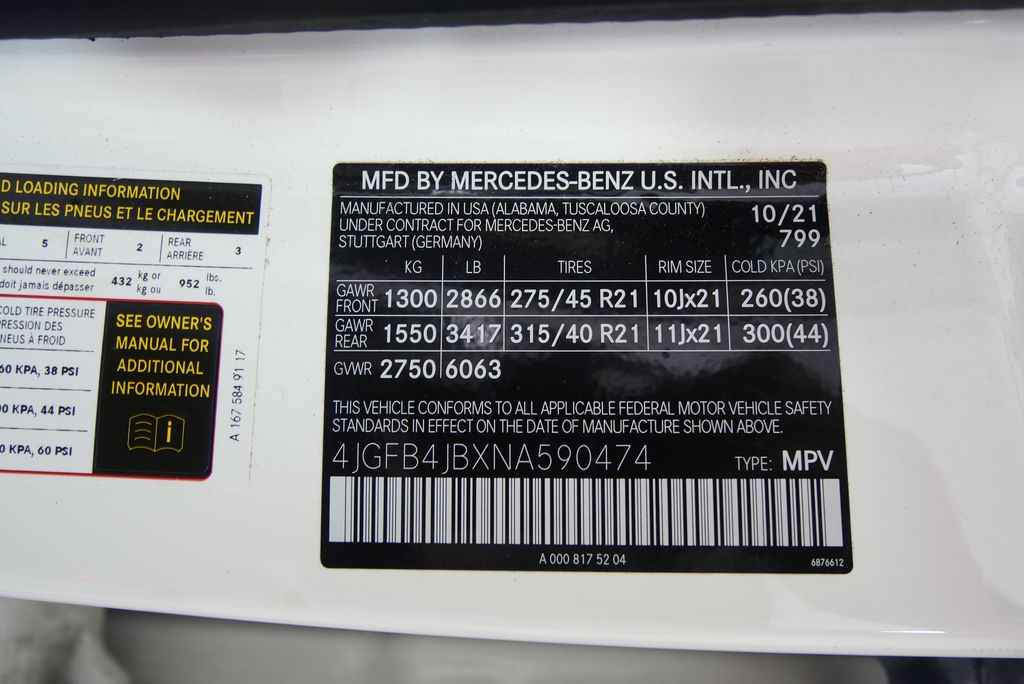 D LOADING INFORMATION
SUR LES PNEUS ET LE CHARGEMENT
AL 5 FRONT AVANT 2 REAR ARRIÈRE 3
should never exceed
doit jamais dépasser
432 kg or kg ou 952 lbs. lb.
COLD TIRE PRESSURE
PRESSION DES
NEUS À FROID
60 KPA, 38 PSI
00 KPA, 44 PSI
0 KPA, 60 PSI
SEE OWNER'S
MANUAL FOR
ADDITIONAL
INFORMATION
i
A 167 584 91 17
MFD BY MERCEDES-BENZ U.S. INTL., INC
MANUFACTURED IN USA (ALABAMA, TUSCALOOSA COUNTY)
UNDER CONTRACT FOR MERCEDES-BENZ AG,
STUTTGART (GERMANY)
10/21
799
KG LB TIRES RIM SIZE COLD KPA (PSI)
GAWR FRONT 1300 2866 275/45 R21 10Jx21 260(38)
GAWR REAR 1550 3417 315/40 R21 11Jx21 300(44)
GVWR 2750 6063
THIS VEHICLE CONFORMS TO ALL APPLICABLE FEDERAL MOTOR VEHICLE SAFETY
STANDARDS IN EFFECT ON THE DATE OF MANUFACTURE SHOWN ABOVE.
4JGFB4JBXNA590474 TYPE: MPV
A 000 817 52 04
6876612